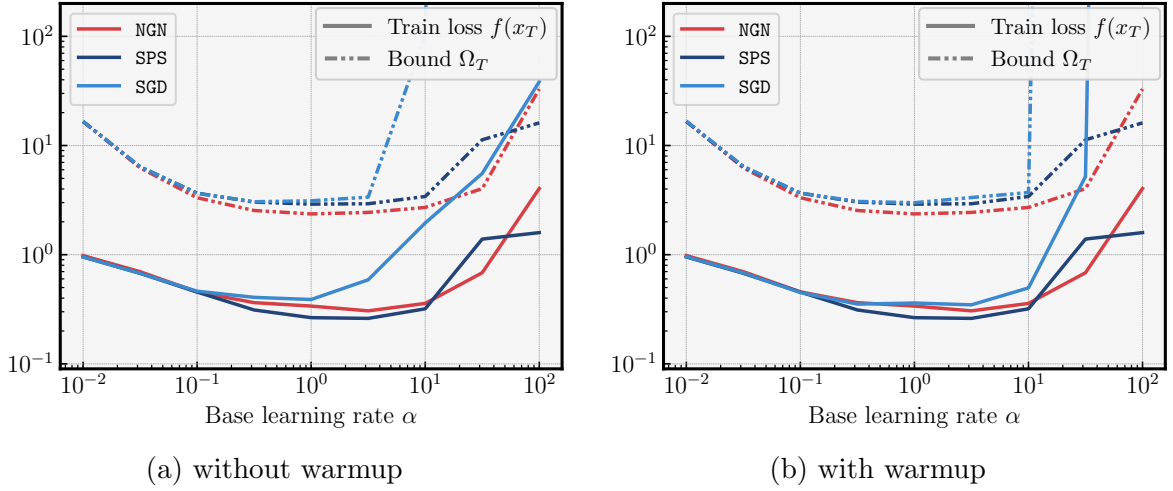 NGN
SPS
SGD
Train loss f(x_T)
Bound Ω_T
10^2
10^1
10^0
10^−1
10^−2
10^−1
10^0
10^1
10^2
Base learning rate α
(a) without warmup
NGN
SPS
SGD
Train loss f(x_T)
Bound Ω_T
10^2
10^1
10^0
10^−1
10^−2
10^−1
10^0
10^1
10^2
Base learning rate α
(b) with warmup